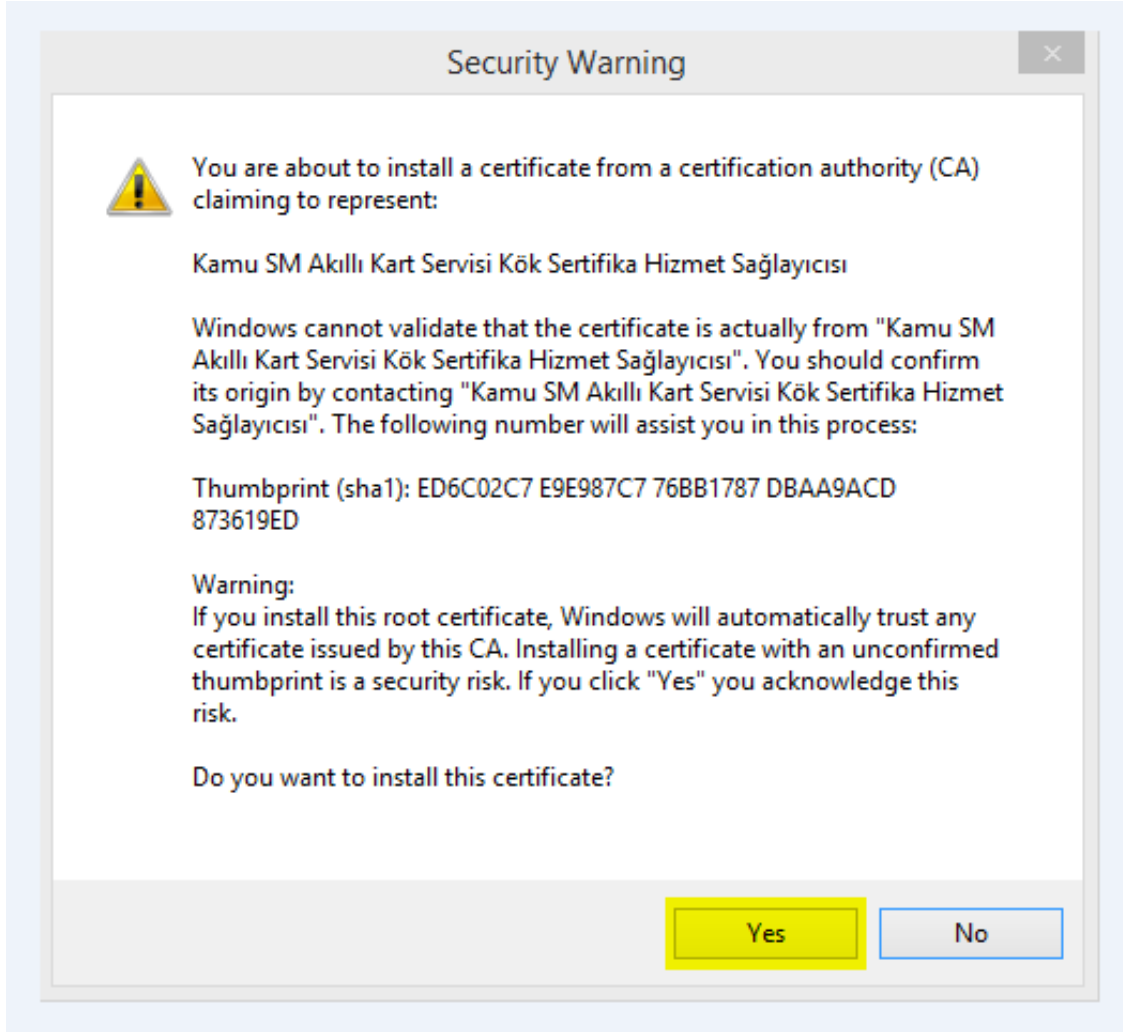 Security Warning
You are about to install a certificate from a certification authority (CA)
claiming to represent:
Kamu SM Akıllı Kart Servisi Kök Sertifika Hizmet Sağlayıcısı
Windows cannot validate that the certificate is actually from "Kamu SM
Akıllı Kart Servisi Kök Sertifika Hizmet Sağlayıcısı". You should confirm
its origin by contacting "Kamu SM Akıllı Kart Servisi Kök Sertifika Hizmet
Sağlayıcısı". The following number will assist you in this process:
Thumbprint (sha1): ED6C02C7 E9E987C7 76BB1787 DBAA9ACD
873619ED
Warning:
If you install this root certificate, Windows will automatically trust any
certificate issued by this CA. Installing a certificate with an unconfirmed
thumbprint is a security risk. If you click "Yes" you acknowledge this
risk.
Do you want to install this certificate?
Yes
No